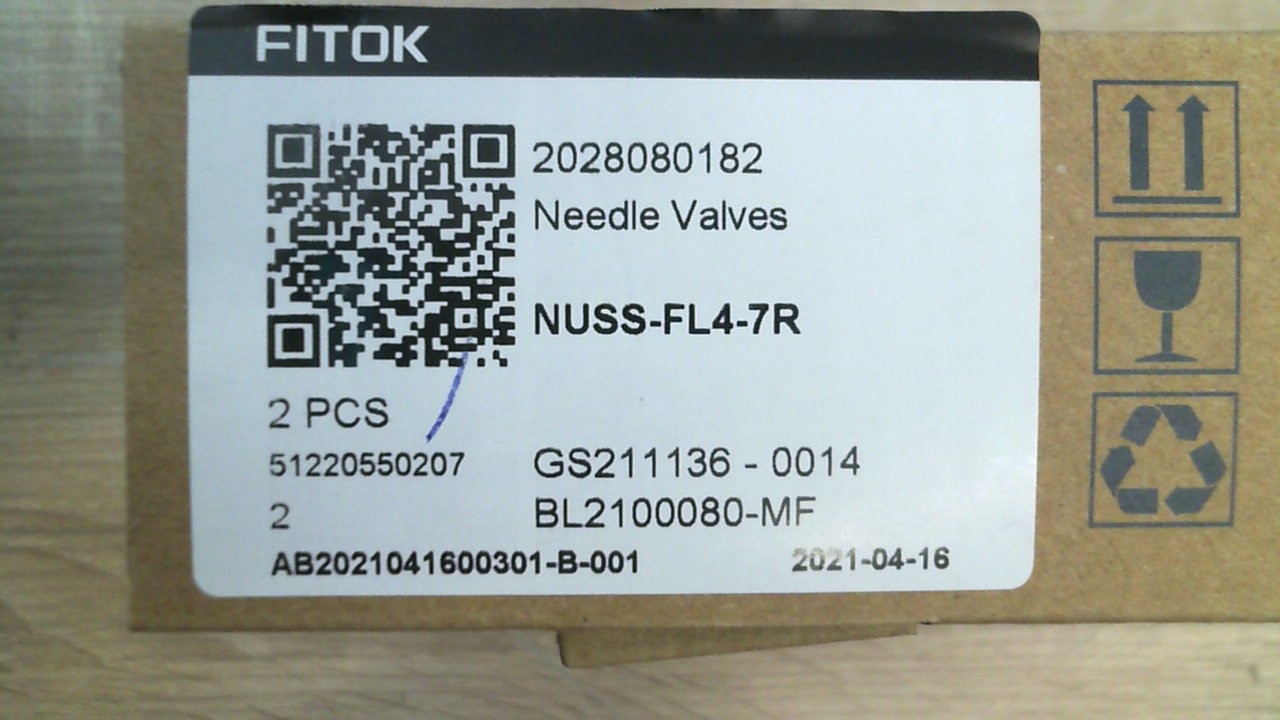 FITOK
2028080182
Needle Valves
NUSS-FL4-7R
2 PCS
51220550207 GS211136 - 0014
2 BL2100080-MF
AB2021041600301-B-001 2021-04-16